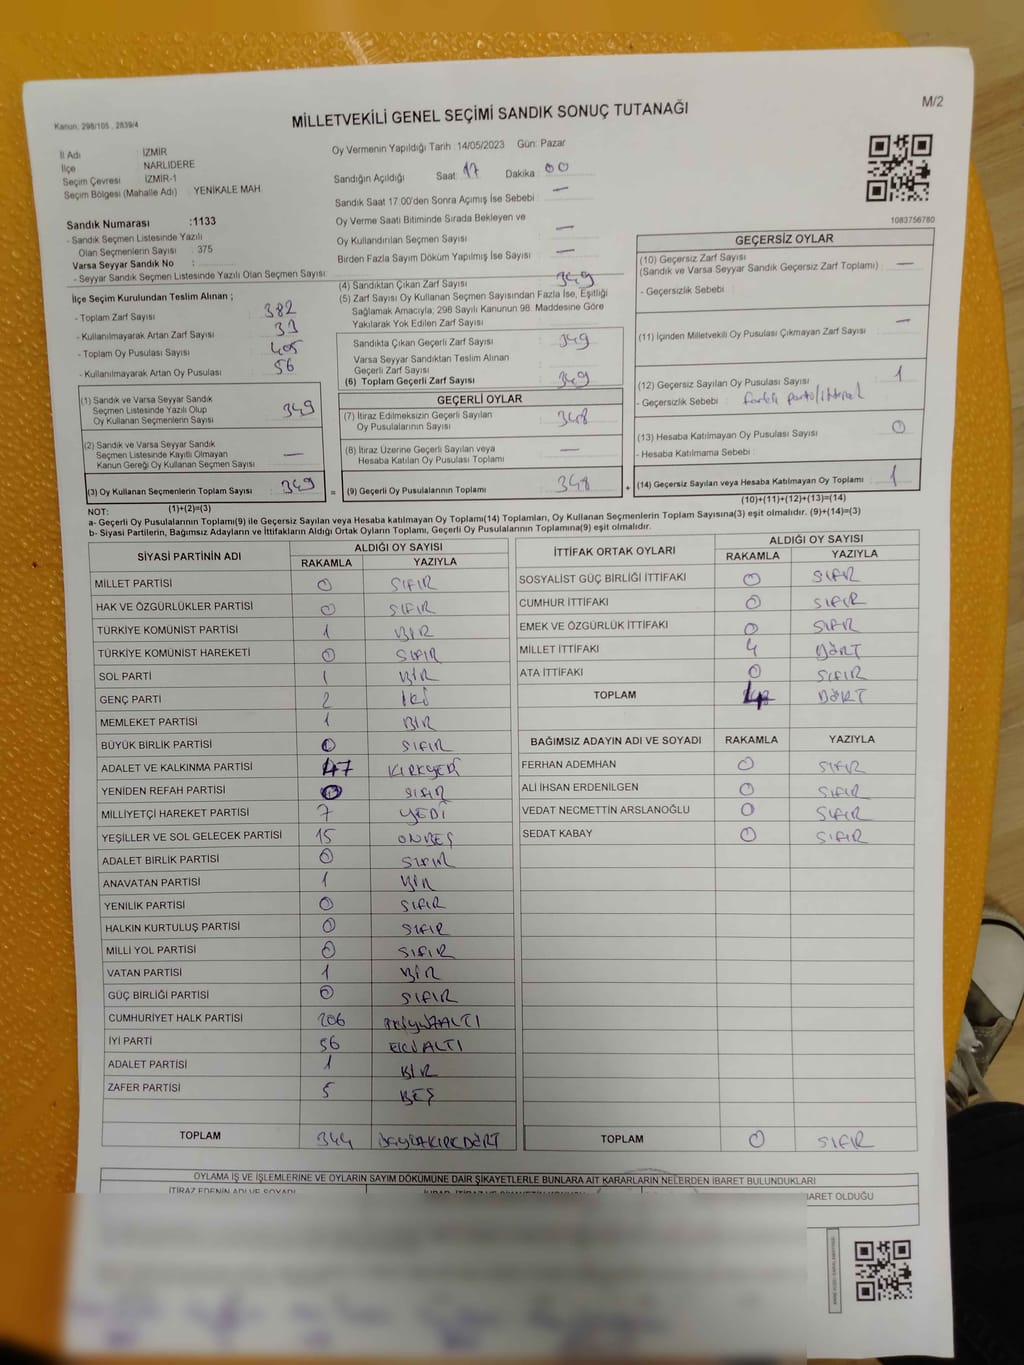 M/2
Kanun, 298/105 , 2839/4
MİLLETVEKİLİ GENEL SEÇİMİ SANDIK SONUÇ TUTANAĞI
İl Adı : İZMİR
İlçe NARLIDERE
Seçim Çevresi İZMİR-1
Seçim Bölgesi (Mahalle Adı) : YENİKALE MAH.
Oy Vermenin Yapıldığı Tarih :14/05/2023 Gün: Pazar
Sandığın Açıldığı Saat: 17 Dakika : 00
Sandık Saat 17.00'den Sonra Açımış İse Sebebi : —
Oy Verme Saati Bitiminde Sırada Bekleyen ve
Oy Kullandırılan Seçmen Sayısı —
Birden Fazla Sayım Döküm Yapılmış İse Sayısı : —
1083756780
Sandık Numarası :1133
- Sandık Seçmen Listesinde Yazılı
Olan Seçmenlerin Sayısı : 375
Varsa Seyyar Sandık No :
- Seyyar Sandık Seçmen Listesinde Yazılı Olan Seçmen Sayısı:
İlçe Seçim Kurulundan Teslim Alınan ;
- Toplam Zarf Sayısı 382
- Kullanılmayarak Artan Zarf Sayısı : 33
- Toplam Oy Pusulası Sayısı 405
- Kullanılmayarak Artan Oy Pusulası 56
(1) Sandık ve Varsa Seyyar Sandık
Seçmen Listesinde Yazılı Olup
Oy Kullanan Seçmenlerin Sayısı : 349
(2) Sandık ve Varsa Seyyar Sandık
Seçmen Listesinde Kayıtlı Olmayan
Kanun Gereği Oy Kullanan Seçmen Sayısı : —
(3) Oy Kullanan Seçmenlerin Toplam Sayısı : 349
(1)+(2)=(3)
(4) Sandıktan Çıkan Zarf Sayısı : 349
(5) Zarf Sayısı Oy Kullanan Seçmen Sayısından Fazla İse, Eşitliği
Sağlamak Amacıyla; 298 Sayılı Kanunun 98. Maddesine Göre
Yakılarak Yok Edilen Zarf Sayısı :
Sandıkta Çıkan Geçerli Zarf Sayısı : 349
Varsa Seyyar Sandıktan Teslim Alınan
Geçerli Zarf Sayısı :
(6) Toplam Geçerli Zarf Sayısı : 349
GEÇERLİ OYLAR
(7) İtiraz Edilmeksizin Geçerli Sayılan
Oy Pusulalarının Sayısı : 348
(8) İtiraz Üzerine Geçerli Sayılan veya
Hesaba Katılan Oy Pusulası Toplamı : —
= (9) Geçerli Oy Pusulalarının Toplamı : 348
GEÇERSİZ OYLAR
(10) Geçersiz Zarf Sayısı
(Sandık ve Varsa Seyyar Sandık Geçersiz Zarf Toplamı) : —
- Geçersizlik Sebebi :
(11) İçinden Milletvekili Oy Pusulası Çıkmayan Zarf Sayısı : —
(12) Geçersiz Sayılan Oy Pusulası Sayısı : 1
- Geçersizlik Sebebi : farklı parti/ittifak
(13) Hesaba Katılmayan Oy Pusulası Sayısı : 0
- Hesaba Katılmama Sebebi :
+ (14) Geçersiz Sayılan veya Hesaba Katılmayan Oy Toplamı : 1
(10)+(11)+(12)+(13)=(14)
NOT:
a- Geçerli Oy Pusulalarının Toplamı(9) ile Geçersiz Sayılan veya Hesaba katılmayan Oy Toplamı(14) Toplamları, Oy Kullanan Seçmenlerin Toplam Sayısına(3) eşit olmalıdır. (9)+(14)=(3)
b- Siyasi Partilerin, Bağımsız Adayların ve İttifakların Aldığı Ortak Oyların Toplamı, Geçerli Oy Pusulalarının Toplamına(9) eşit olmalıdır.
SİYASİ PARTİNİN ADI ALDIĞI OY SAYISI
RAKAMLA YAZIYLA
MİLLET PARTİSİ 0 SIFIR
HAK VE ÖZGÜRLÜKLER PARTİSİ 0 SIFIR
TÜRKİYE KOMÜNİST PARTİSİ 1 BİR
TÜRKİYE KOMÜNİST HAREKETİ 0 SIFIR
SOL PARTİ 1 BİR
GENÇ PARTİ 2 İKİ
MEMLEKET PARTİSİ 1 BİR
BÜYÜK BİRLİK PARTİSİ 0 SIFIR
ADALET VE KALKINMA PARTİSİ 47 KIRKYEDİ
YENİDEN REFAH PARTİSİ 0 SIFIR
MİLLİYETÇİ HAREKET PARTİSİ 7 YEDİ
YEŞİLLER VE SOL GELECEK PARTİSİ 15 ONBEŞ
ADALET BİRLİK PARTİSİ 0 SIFIR
ANAVATAN PARTİSİ 1 BİR
YENİLİK PARTİSİ 0 SIFIR
HALKIN KURTULUŞ PARTİSİ 0 SIFIR
MİLLİ YOL PARTİSİ 0 SIFIR
VATAN PARTİSİ 1 BİR
GÜÇ BİRLİĞİ PARTİSİ 0 SIFIR
CUMHURİYET HALK PARTİSİ 206 İKİYÜZALTI
İYİ PARTİ 56 ELLİALTI
ADALET PARTİSİ 1 BİR
ZAFER PARTİSİ 5 BEŞ
TOPLAM 344
İTTİFAK ORTAK OYLARI ALDIĞI OY SAYISI
RAKAMLA YAZIYLA
SOSYALİST GÜÇ BİRLİĞİ İTTİFAKI 0 SIFIR
CUMHUR İTTİFAKI 0 SIFIR
EMEK VE ÖZGÜRLÜK İTTİFAKI 0 SIFIR
MİLLET İTTİFAKI 4 DÖRT
ATA İTTİFAKI 0 SIFIR
TOPLAM 4 DÖRT
BAĞIMSIZ ADAYIN ADI VE SOYADI RAKAMLA YAZIYLA
FERHAN ADEMHAN 0 SIFIR
ALİ İHSAN ERDENİLGEN 0 SIFIR
VEDAT NECMETTİN ARSLANOĞLU 0 SIFIR
SEDAT KABAY 0 SIFIR
TOPLAM 0 SIFIR
OYLAMA İŞ VE İŞLEMLERİNE VE OYLARIN SAYIM DÖKÜMÜNE DAİR ŞİKAYETLERLE BUNLARA AİT KARARLARIN NELERDEN İBARET BULUNDUKLARI
İTİRAZ EDENİN ADI VE SOYADI
BARET OLDUĞU